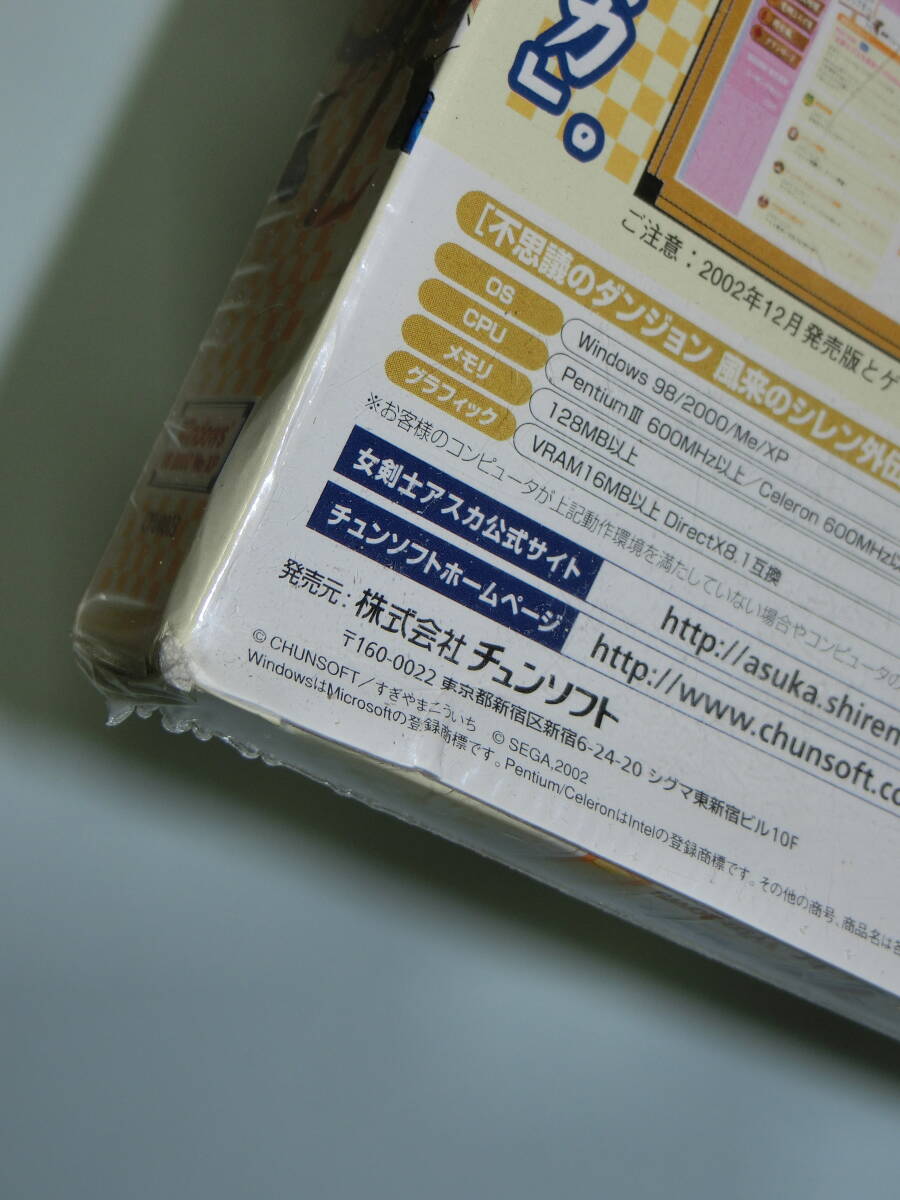 カ」。
ご注意：2002年12月発売版とゲ
[不思議のダンジョン 風来のシレン外伝
OS Windows 98/2000/Me/XP
CPU PentiumⅢ 600MHz以上/Celeron 600MHz以
メモリ 128MB以上
グラフィック VRAM16MB以上 DirectX8.1互換
※お客様のコンピュータが上記動作環境を満たしていない場合やコンピュータの
女剣士アスカ公式サイト http://asuka.shiren
チュンソフトホームページ http://www.chunsoft.co
発売元：株式会社 チュンソフト
〒160-0022 東京都新宿区新宿6-24-20 シグマ東新宿ビル10F
© CHUNSOFT／すぎやまこういち © SEGA,2002
WindowsはMicrosoftの登録商標です。Pentium/CeleronはIntelの登録商標です。その他の商号、商品名は各